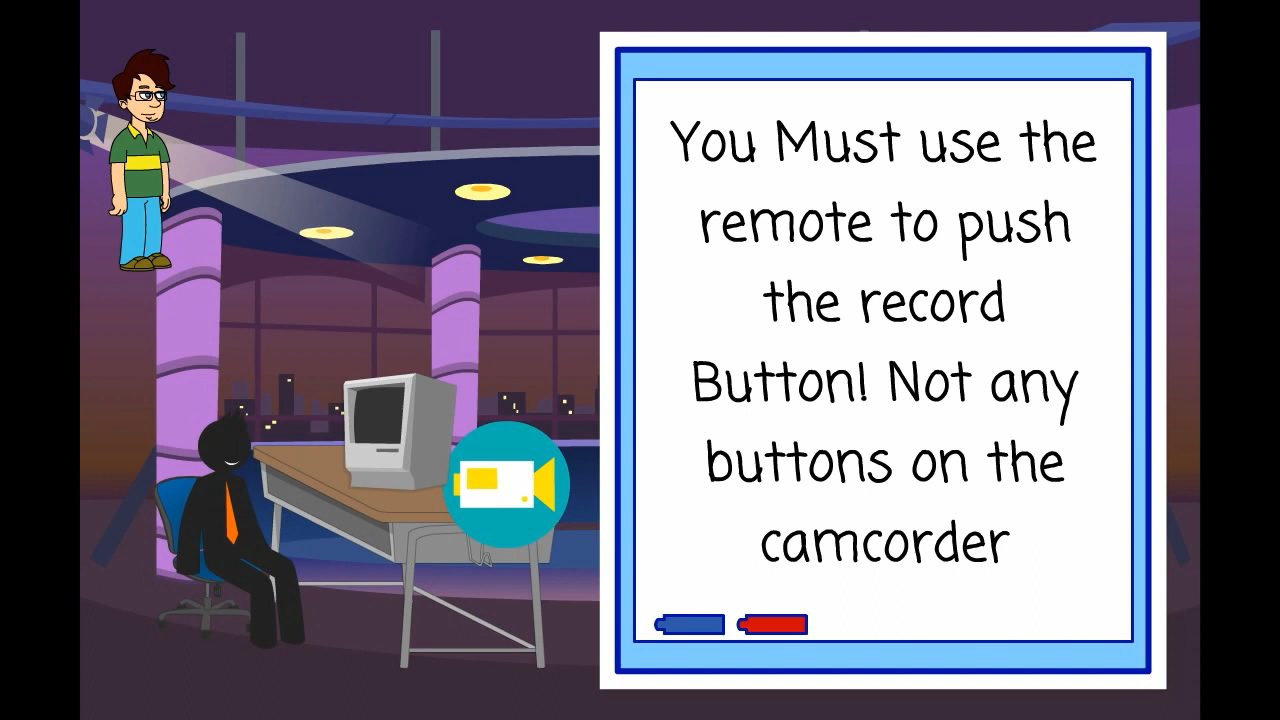 You Must use the
remote to push
the record
Button! Not any
buttons on the
camcorder